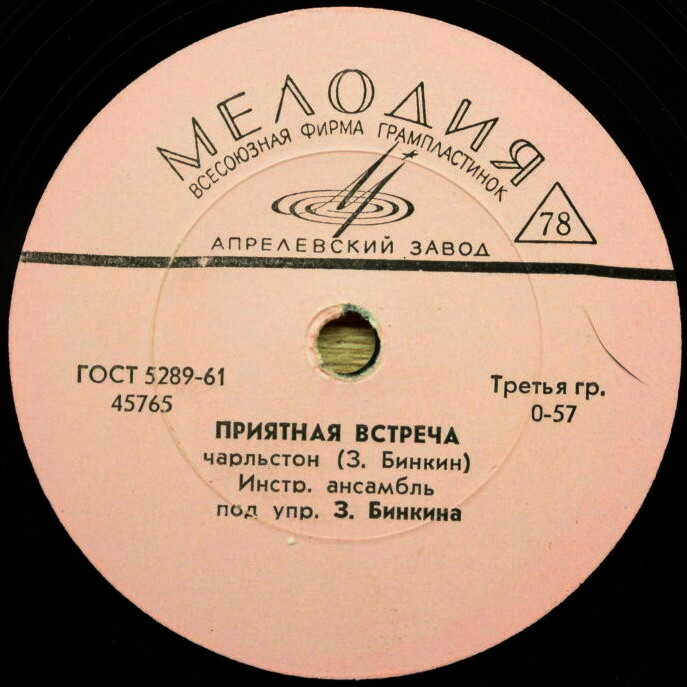 МЕЛОДИЯ
ВСЕСОЮЗНАЯ ФИРМА ГРАМПЛАСТИНОК
78
АПРЕЛЕВСКИЙ ЗАВОД
ГОСТ 5289-61
45765
Третья гр.
0-57
ПРИЯТНАЯ ВСТРЕЧА
чарльстон (З. Бинкин)
Инстр. ансамбль
под упр. З. Бинкина